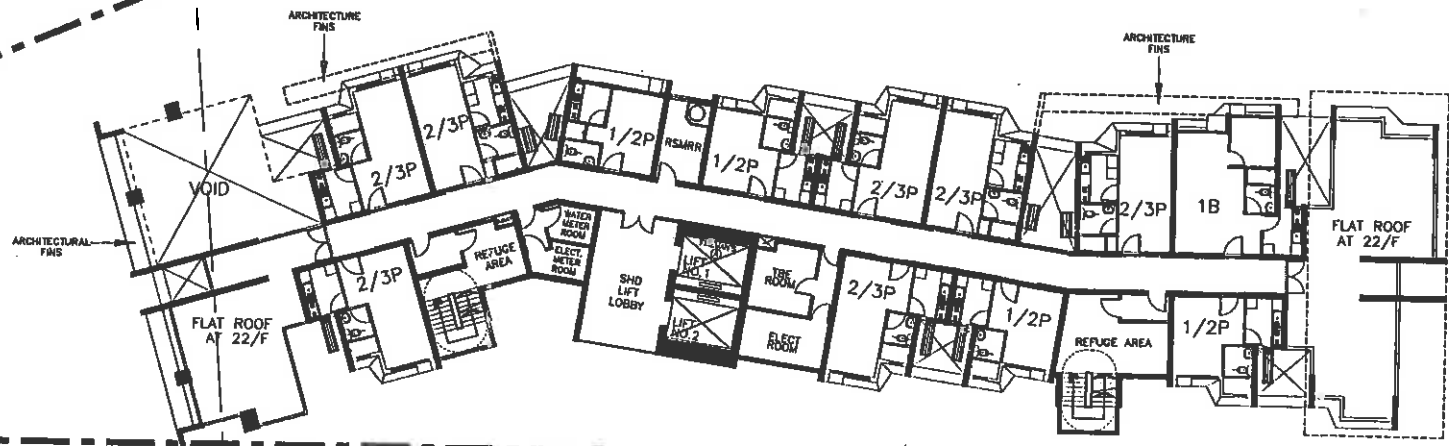 ARCHITECTURE
FINS
ARCHITECTURE
FINS
2/3P
2/3P
1/2P
RSMRR
1/2P
2/3P
2/3P
2/3P
1B
VOID
FLAT ROOF
AT 22/F
ARCHITECTURAL
FINS
WATER
METER
ROOM
REFUGE
AREA
ELECT.
METER
ROOM
2/3P
SHD
LIFT
LOBBY
LIFT
NO.1
LIFT
NO.2
TBE
ROOM
ELECT
ROOM
2/3P
1/2P
REFUGE AREA
1/2P
FLAT ROOF
AT 22/F